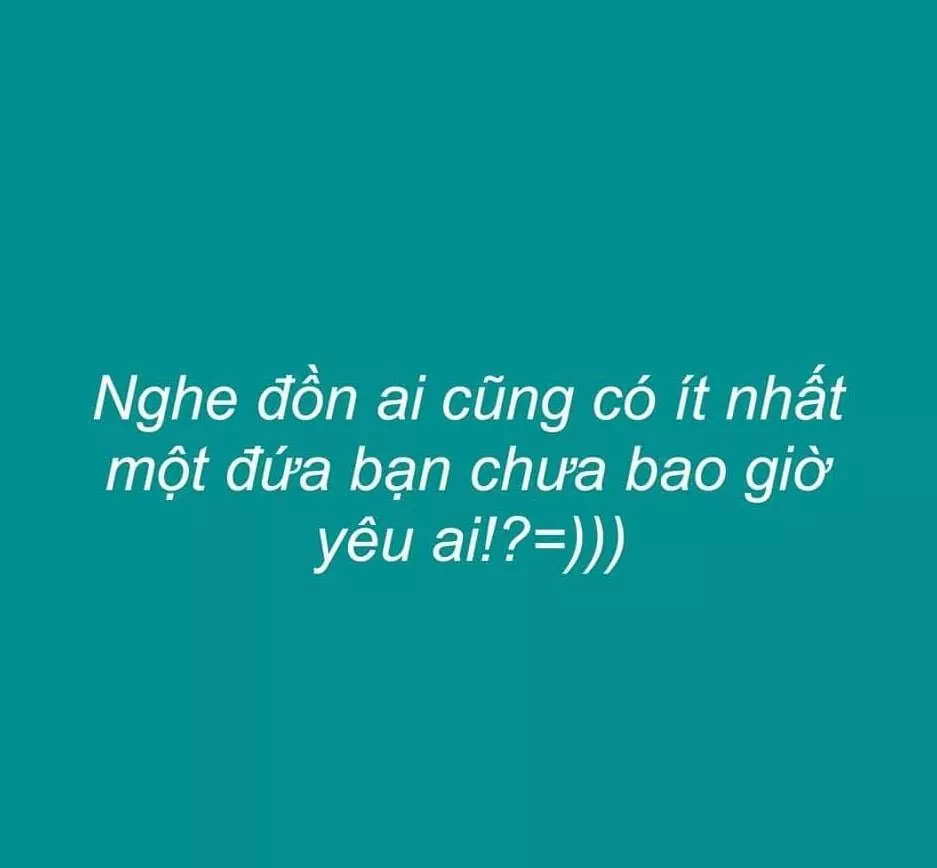 Nghe đồn ai cũng có ít nhất
một đứa bạn chưa bao giờ
yêu ai!?=)))